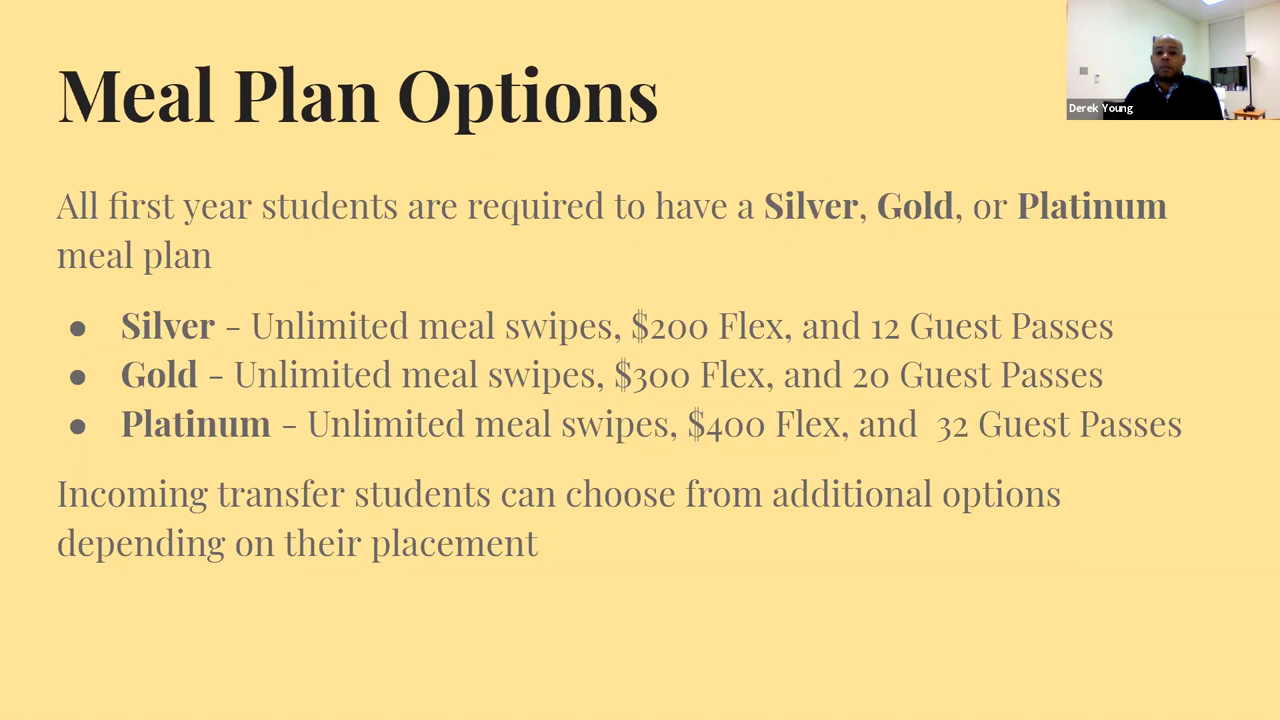 Meal Plan Options
Derek Young
All first year students are required to have a Silver, Gold, or Platinum
meal plan
● Silver - Unlimited meal swipes, $200 Flex, and 12 Guest Passes
● Gold - Unlimited meal swipes, $300 Flex, and 20 Guest Passes
● Platinum - Unlimited meal swipes, $400 Flex, and  32 Guest Passes
Incoming transfer students can choose from additional options
depending on their placement